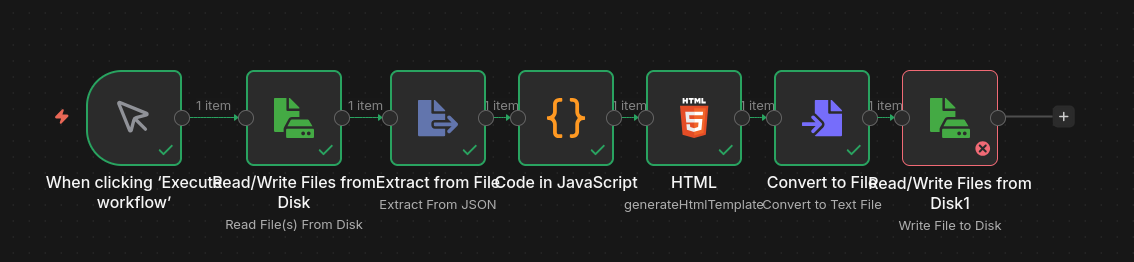 1 item
1 item
1 item
1 item
1 item
1 item
HTML
When clicking ‘Execute
workflow’
Read/Write Files from
Disk
Read File(s) From Disk
Extract from File
Extract From JSON
Code in JavaScript
HTML
generateHtmlTemplate
Convert to File
Convert to Text File
Read/Write Files from
Disk1
Write File to Disk